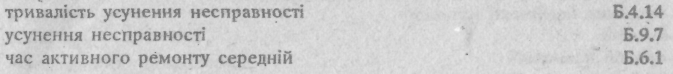 тривалість усунення несправності Б.4.14
усунення несправності Б.9.7
час активного ремонту середній Б.6.1